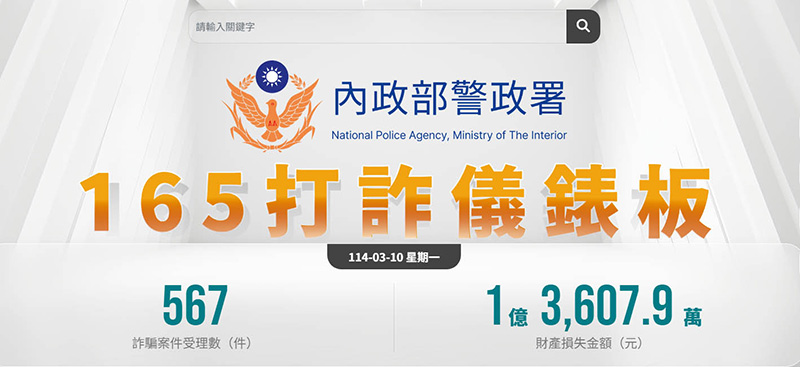 請輸入關鍵字
內政部警政署
National Police Agency, Ministry of The Interior
165打詐儀錶板
114-03-10 星期一
567
詐騙案件受理數（件）
1億 3,607.9 萬
財產損失金額（元）